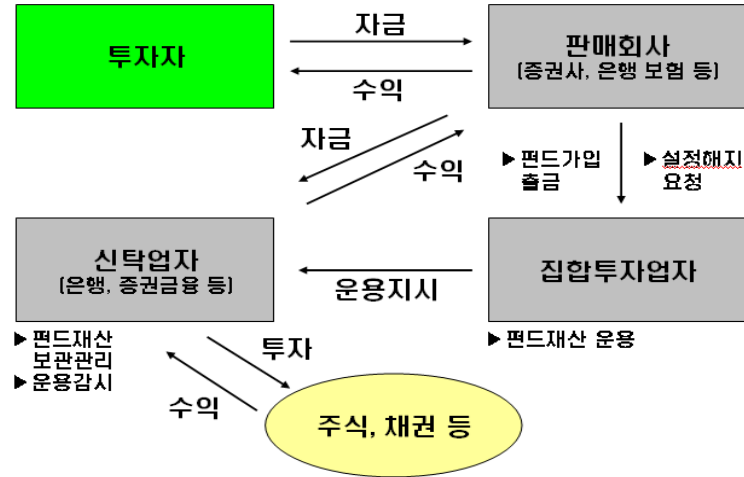 투자자
자금
수익
판매회사
(증권사, 은행 보험 등)
자금
수익
▶ 펀드가입
출금
▶ 설정해지
요청
신탁업자
(은행, 증권금융 등)
운용지시
집합투자업자
▶ 펀드재산
보관관리
▶ 운용감시
▶ 펀드재산 운용
투자
수익
주식, 채권 등